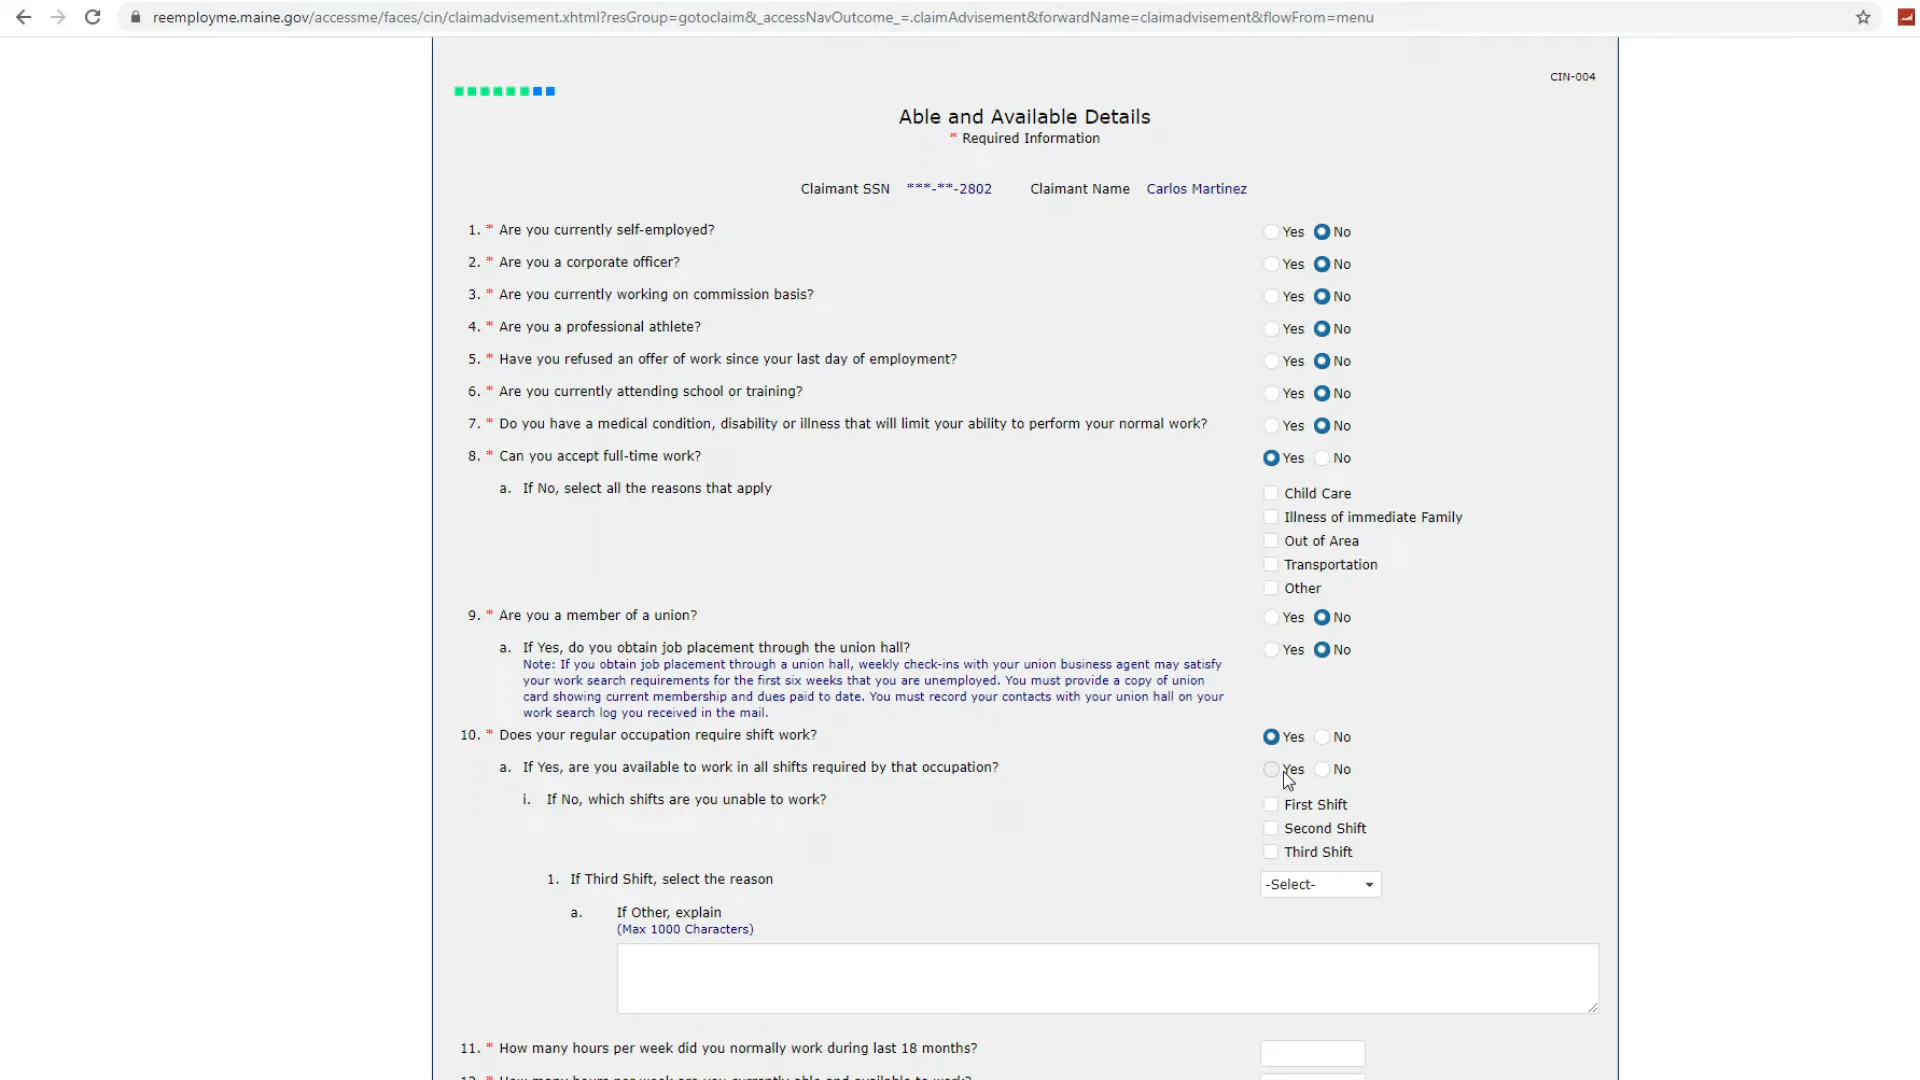 reemployme.maine.gov/accessme/faces/cin/claimadvisement.xhtml?resGroup=gotoclaim&_accessNavOutcome_=.claimAdvisement&forwardName=claimadvisement&flowFrom=menu
CIN-004
Able and Available Details
* Required Information
Claimant SSN ***-**-2802 Claimant Name Carlos Martinez
1. * Are you currently self-employed? Yes No
2. * Are you a corporate officer? Yes No
3. * Are you currently working on commission basis? Yes No
4. * Are you a professional athlete? Yes No
5. * Have you refused an offer of work since your last day of employment? Yes No
6. * Are you currently attending school or training? Yes No
7. * Do you have a medical condition, disability or illness that will limit your ability to perform your normal work? Yes No
8. * Can you accept full-time work? Yes No
a. If No, select all the reasons that apply
Child Care
Illness of immediate Family
Out of Area
Transportation
Other
9. * Are you a member of a union? Yes No
a. If Yes, do you obtain job placement through the union hall? Yes No
Note: If you obtain job placement through a union hall, weekly check-ins with your union business agent may satisfy
your work search requirements for the first six weeks that you are unemployed. You must provide a copy of union
card showing current membership and dues paid to date. You must record your contacts with your union hall on your
work search log you received in the mail.
10. * Does your regular occupation require shift work? Yes No
a. If Yes, are you available to work in all shifts required by that occupation? Yes No
i. If No, which shifts are you unable to work?
First Shift
Second Shift
Third Shift
1. If Third Shift, select the reason -Select-
a. If Other, explain
(Max 1000 Characters)
11. * How many hours per week did you normally work during last 18 months?
12. * How many hours per week are you currently able and available to work?